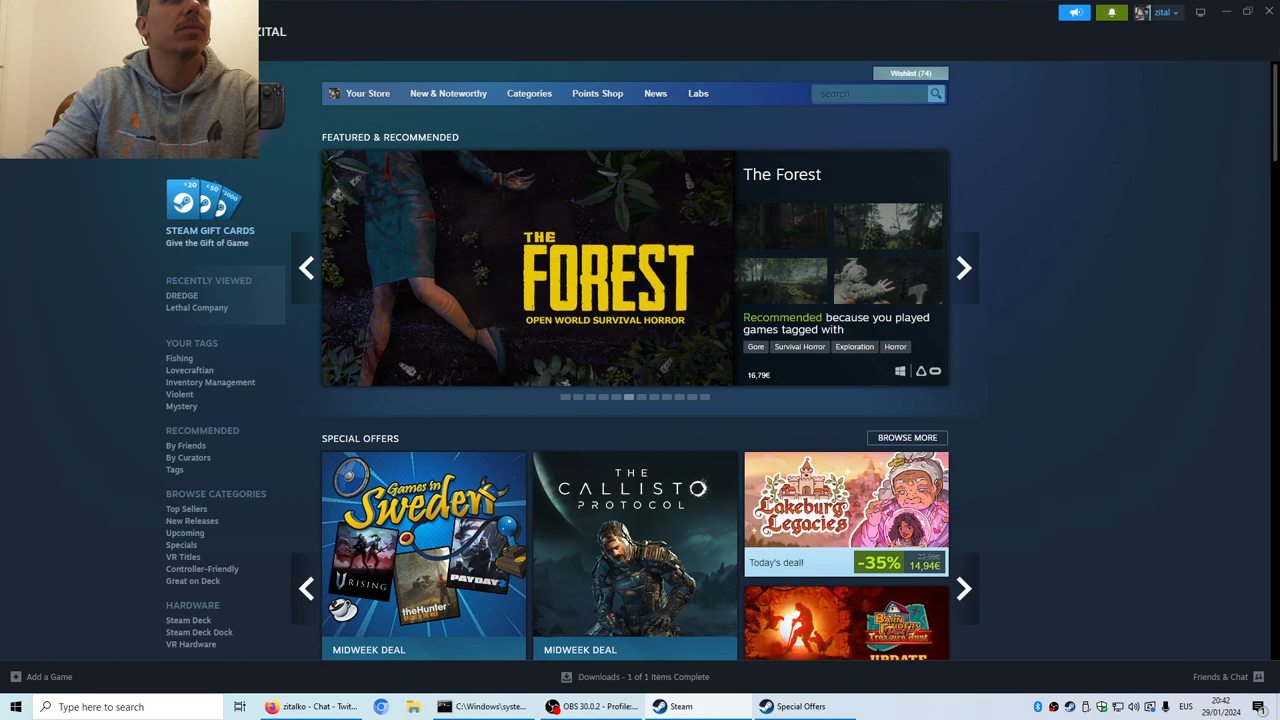 ZITAL
zital
Wishlist (74)
Your Store
New & Noteworthy
Categories
Points Shop
News
Labs
search
FEATURED & RECOMMENDED
THE
FOREST
OPEN WORLD SURVIVAL HORROR
The Forest
Recommended because you played
games tagged with
Gore
Survival Horror
Exploration
Horror
16,79€
STEAM GIFT CARDS
Give the Gift of Game
RECENTLY VIEWED
DREDGE
Lethal Company
YOUR TAGS
Fishing
Lovecraftian
Inventory Management
Violent
Mystery
RECOMMENDED
By Friends
By Curators
Tags
BROWSE CATEGORIES
Top Sellers
New Releases
Upcoming
Specials
VR Titles
Controller-Friendly
Great on Deck
HARDWARE
Steam Deck
Steam Deck Dock
VR Hardware
SPECIAL OFFERS
BROWSE MORE
Games in
Sweden
V RISING
theHunter
PAYDAY 2
MIDWEEK DEAL
THE
CALLISTO
PROTOCOL
MIDWEEK DEAL
Lakeburg
Legacies
Today's deal!
-35%
14,94€
Add a Game
Downloads - 1 of 1 Items Complete
Friends & Chat
Type here to search
zitalko - Chat - Twit...
C:\Windows\syste...
OBS 30.0.2 - Profile:...
Steam
Special Offers
EUS
20:42
29/01/2024